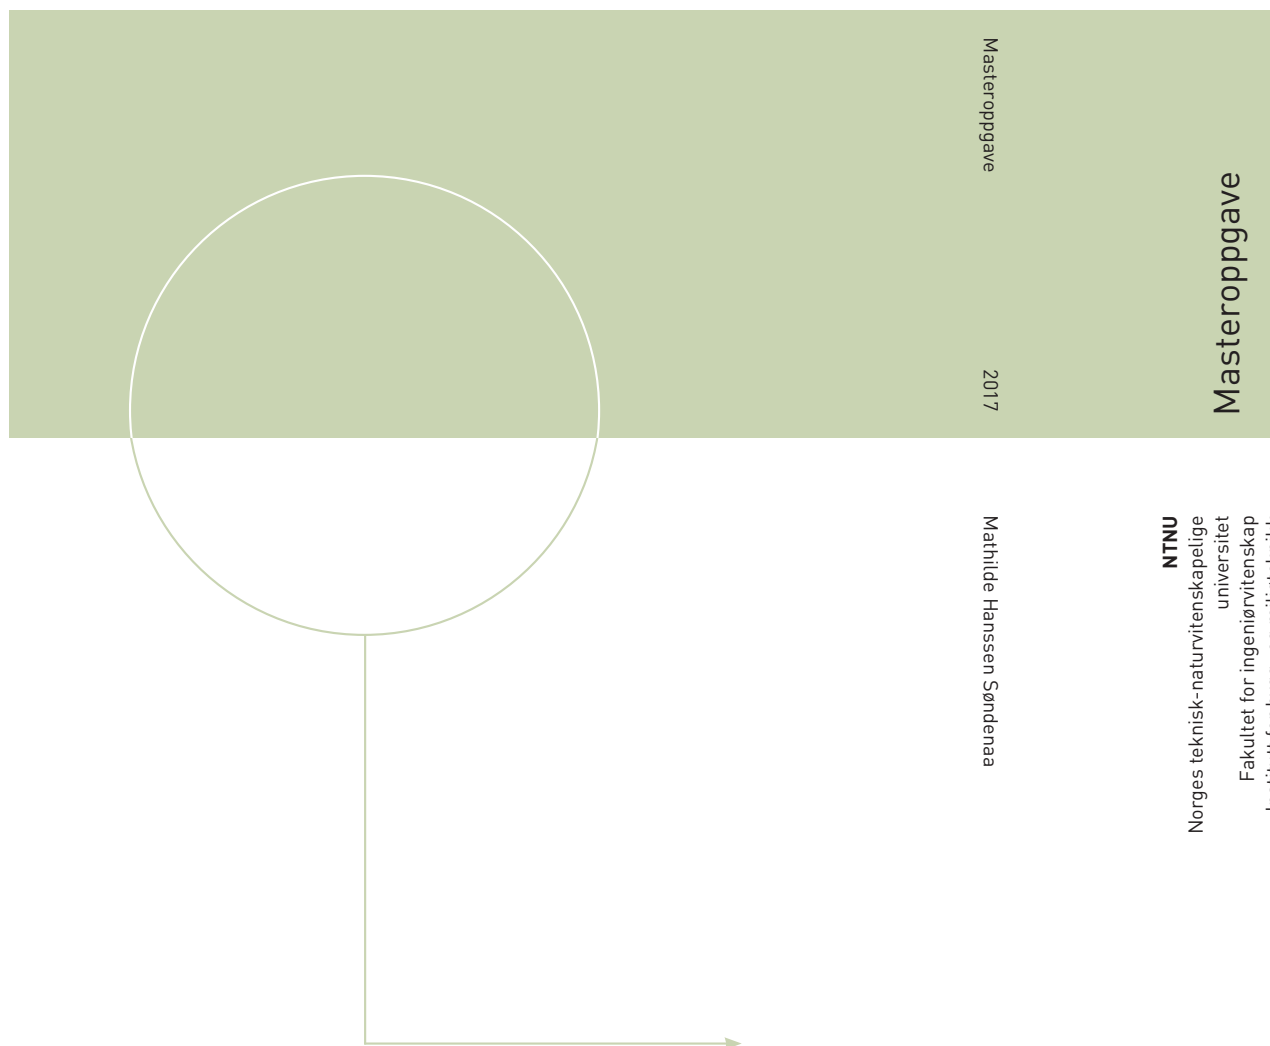 Masteroppgave
2017
Mathilde Hanssen Søndenaa
Masteroppgave
NTNU
Norges teknisk-naturvitenskapelige
universitet
Fakultet for ingeniørvitenskap